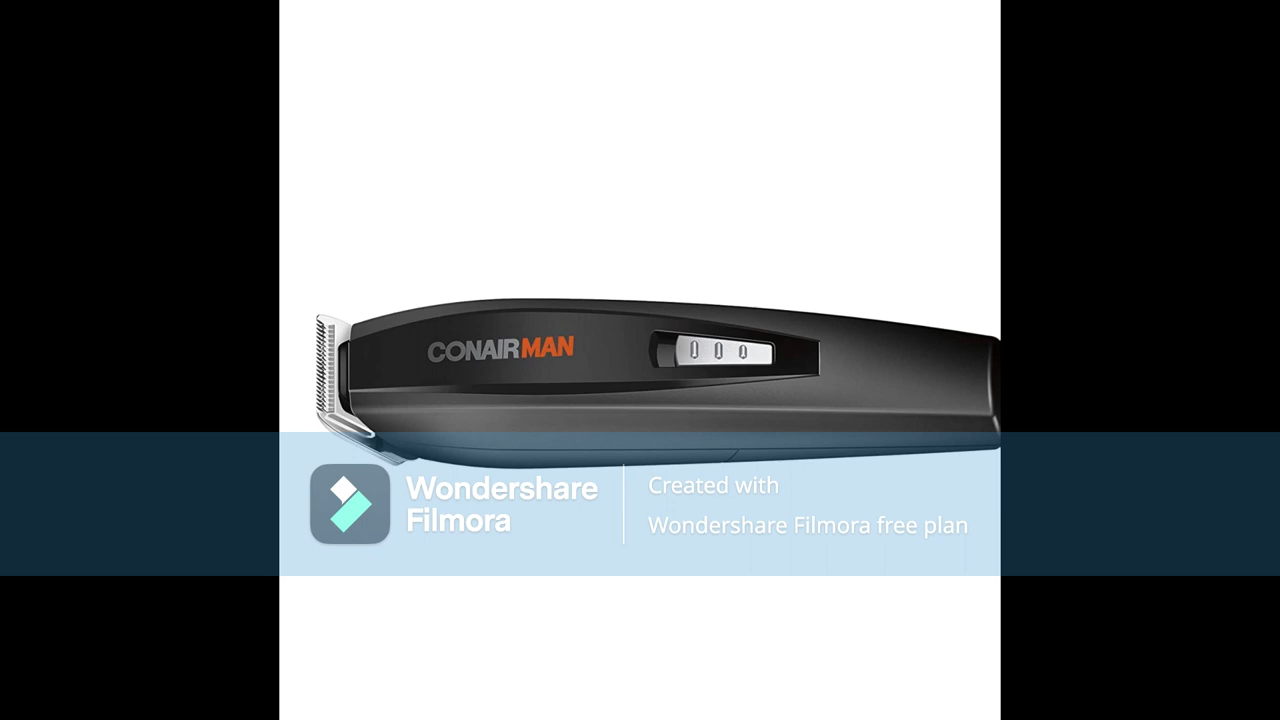 CONAIRMAN
Wondershare
Filmora
Created with
Wondershare Filmora free plan